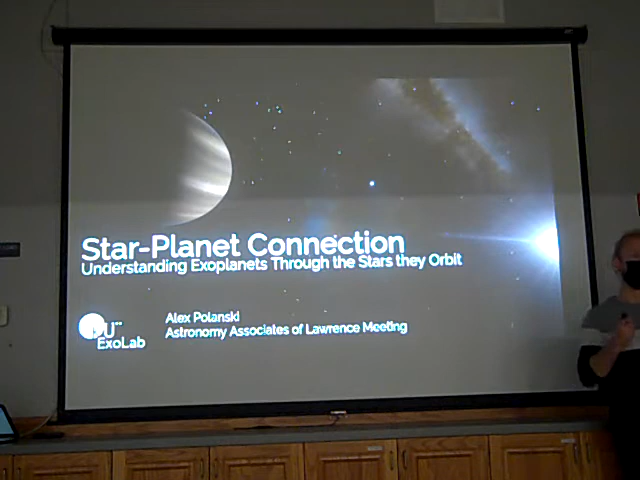 Star-Planet Connection
Understanding Exoplanets Through the Stars they Orbit
Alex Polanski
Astronomy Associates of Lawrence Meeting
ExoLab